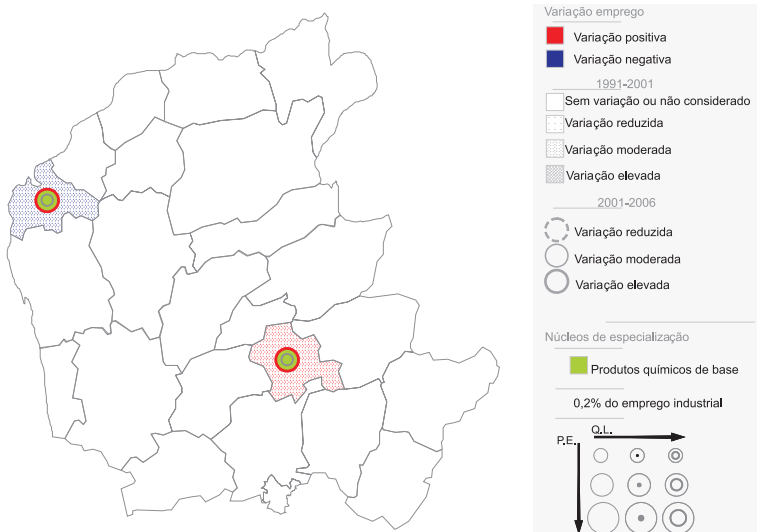 Variação emprego
Variação positiva
Variação negativa
1991-2001
Sem variação ou não considerado
Variação reduzida
Variação moderada
Variação elevada
2001-2006
Variação reduzida
Variação moderada
Variação elevada
Núcleos de especialização
Produtos químicos de base
0,2% do emprego industrial
Q.L.
P.E.